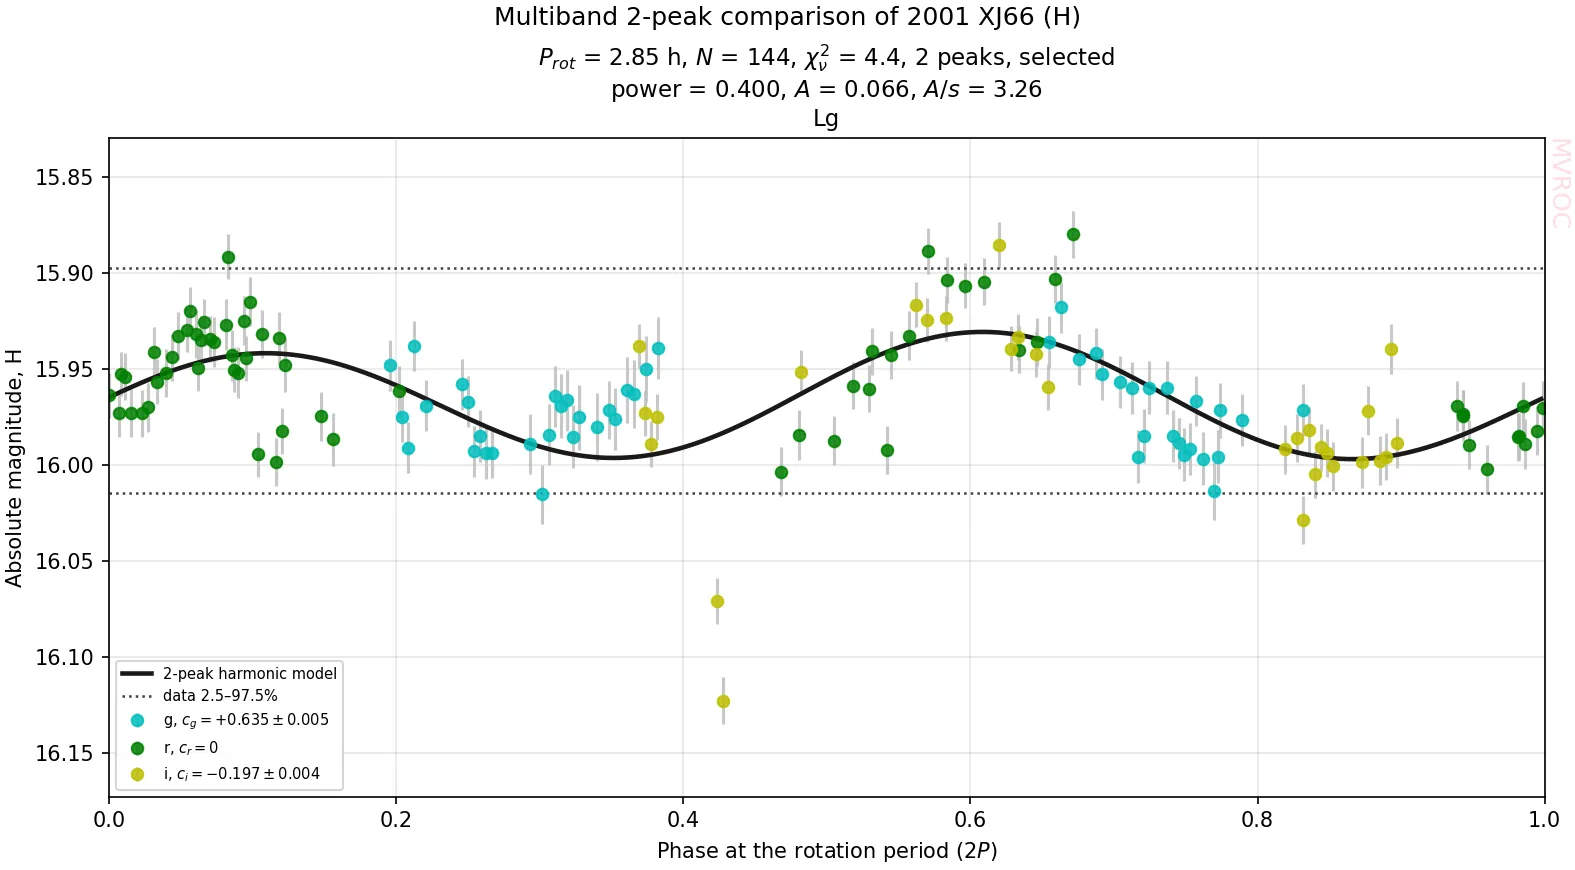 Multiband 2-peak comparison of 2001 XJ66 (H)
P_rot = 2.85 h, N = 144, χ²_ν = 4.4, 2 peaks, selected
power = 0.400, A = 0.066, A/s = 3.26
Lg
MVROC
Absolute magnitude, H
15.85
15.90
15.95
16.00
16.05
16.10
16.15
2-peak harmonic model
data 2.5–97.5%
g, c_g = +0.635 ± 0.005
r, c_r = 0
i, c_i = −0.197 ± 0.004
0.0 0.2 0.4 0.6 0.8 1.0
Phase at the rotation period (2P)